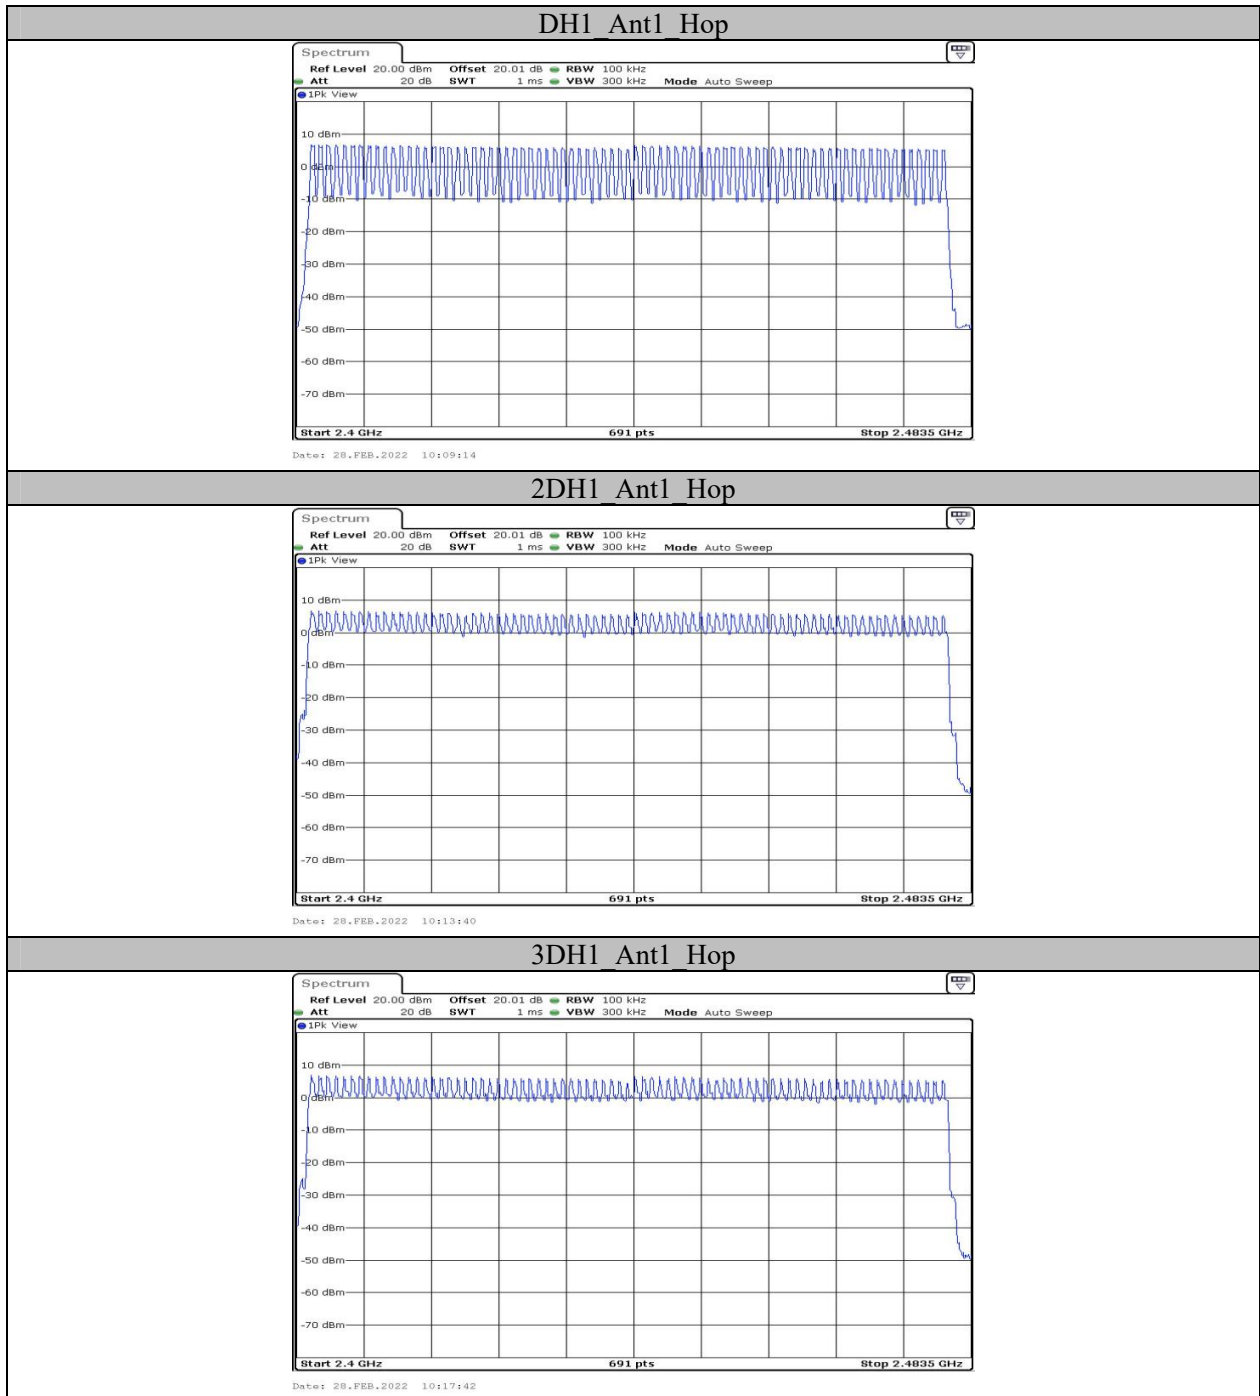 DH1_Ant1_Hop
Spectrum
Ref Level 20.00 dBm Offset 20.01 dB RBW 100 kHz
Att 20 dB SWT 1 ms VBW 300 kHz Mode Auto Sweep
1Pk View
10 dBm
0 dBm
-10 dBm
-20 dBm
-30 dBm
-40 dBm
-50 dBm
-60 dBm
-70 dBm
Start 2.4 GHz 691 pts Stop 2.4835 GHz
Date: 28.FEB.2022 10:09:14
2DH1_Ant1_Hop
Spectrum
Ref Level 20.00 dBm Offset 20.01 dB RBW 100 kHz
Att 20 dB SWT 1 ms VBW 300 kHz Mode Auto Sweep
1Pk View
10 dBm
0 dBm
-10 dBm
-20 dBm
-30 dBm
-40 dBm
-50 dBm
-60 dBm
-70 dBm
Start 2.4 GHz 691 pts Stop 2.4835 GHz
Date: 28.FEB.2022 10:13:40
3DH1_Ant1_Hop
Spectrum
Ref Level 20.00 dBm Offset 20.01 dB RBW 100 kHz
Att 20 dB SWT 1 ms VBW 300 kHz Mode Auto Sweep
1Pk View
10 dBm
0 dBm
-10 dBm
-20 dBm
-30 dBm
-40 dBm
-50 dBm
-60 dBm
-70 dBm
Start 2.4 GHz 691 pts Stop 2.4835 GHz
Date: 28.FEB.2022 10:17:42